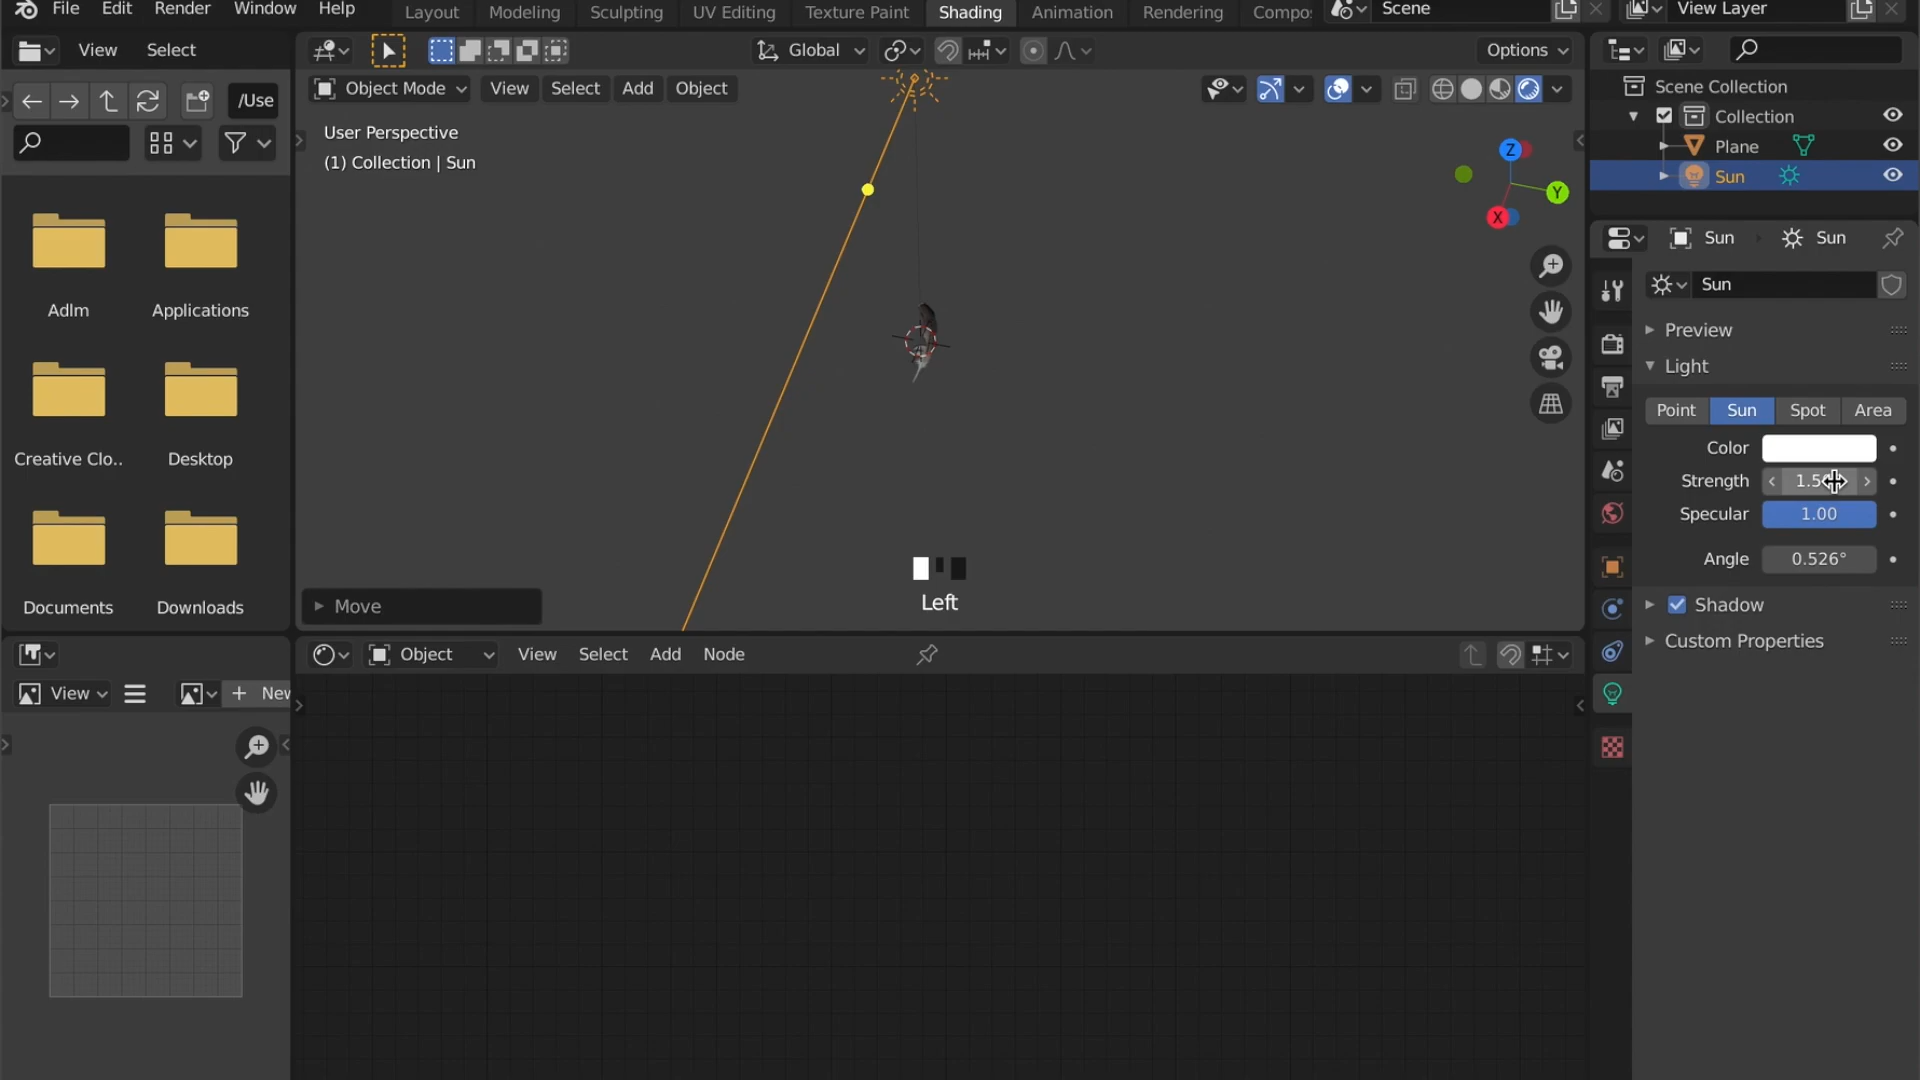 File Edit Render Window Help
Layout Modeling Sculpting UV Editing Texture Paint Shading Animation Rendering Compo
Scene View Layer
View Select
Global
Options
/Use
Object Mode View Select Add Object
User Perspective
(1) Collection | Sun
Z
Y
X
Adlm Applications
Creative Clo.. Desktop
Documents Downloads
Move
Left
Scene Collection
Collection
Plane
Sun
Sun Sun
Sun
Preview
Light
Point Sun Spot Area
Color
Strength
Specular 1.00
Angle 0.526°
Shadow
Custom Properties
Object View Select Add Node
View + New